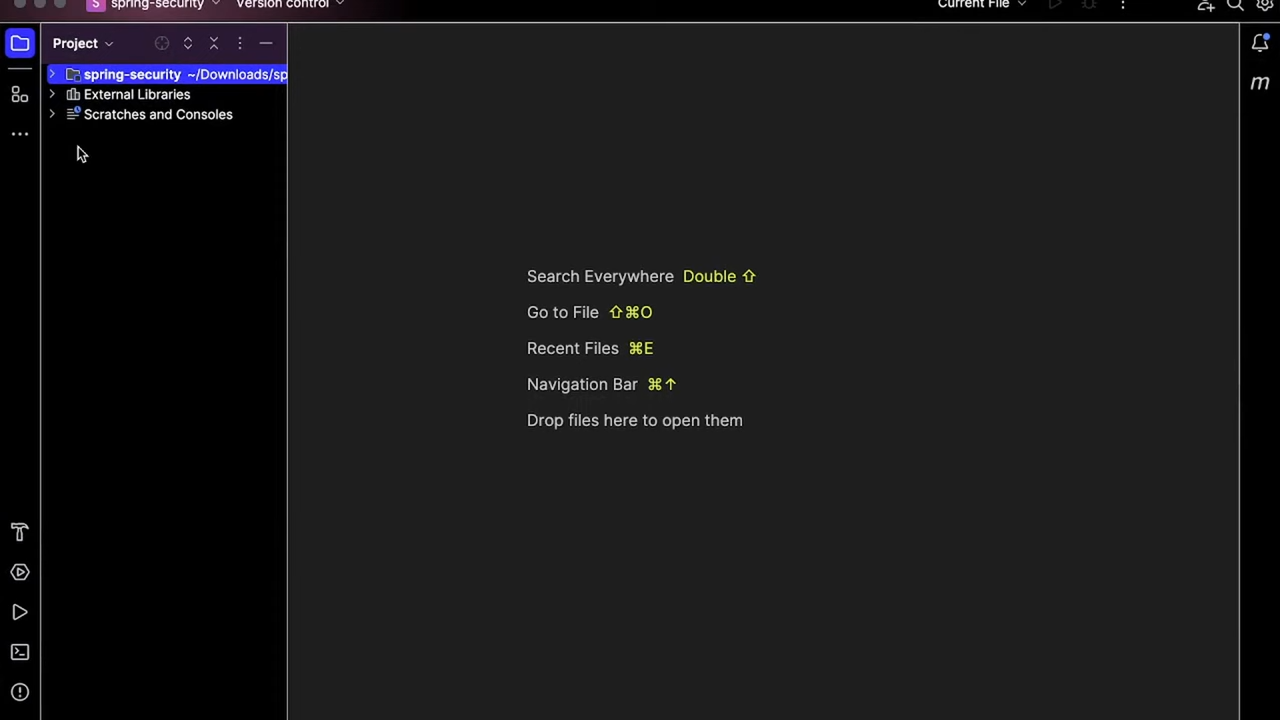 S spring-security Version control Current File
Project
spring-security ~/Downloads/sp
External Libraries
Scratches and Consoles
m
Search Everywhere Double ⇧
Go to File ⇧⌘O
Recent Files ⌘E
Navigation Bar ⌘↑
Drop files here to open them